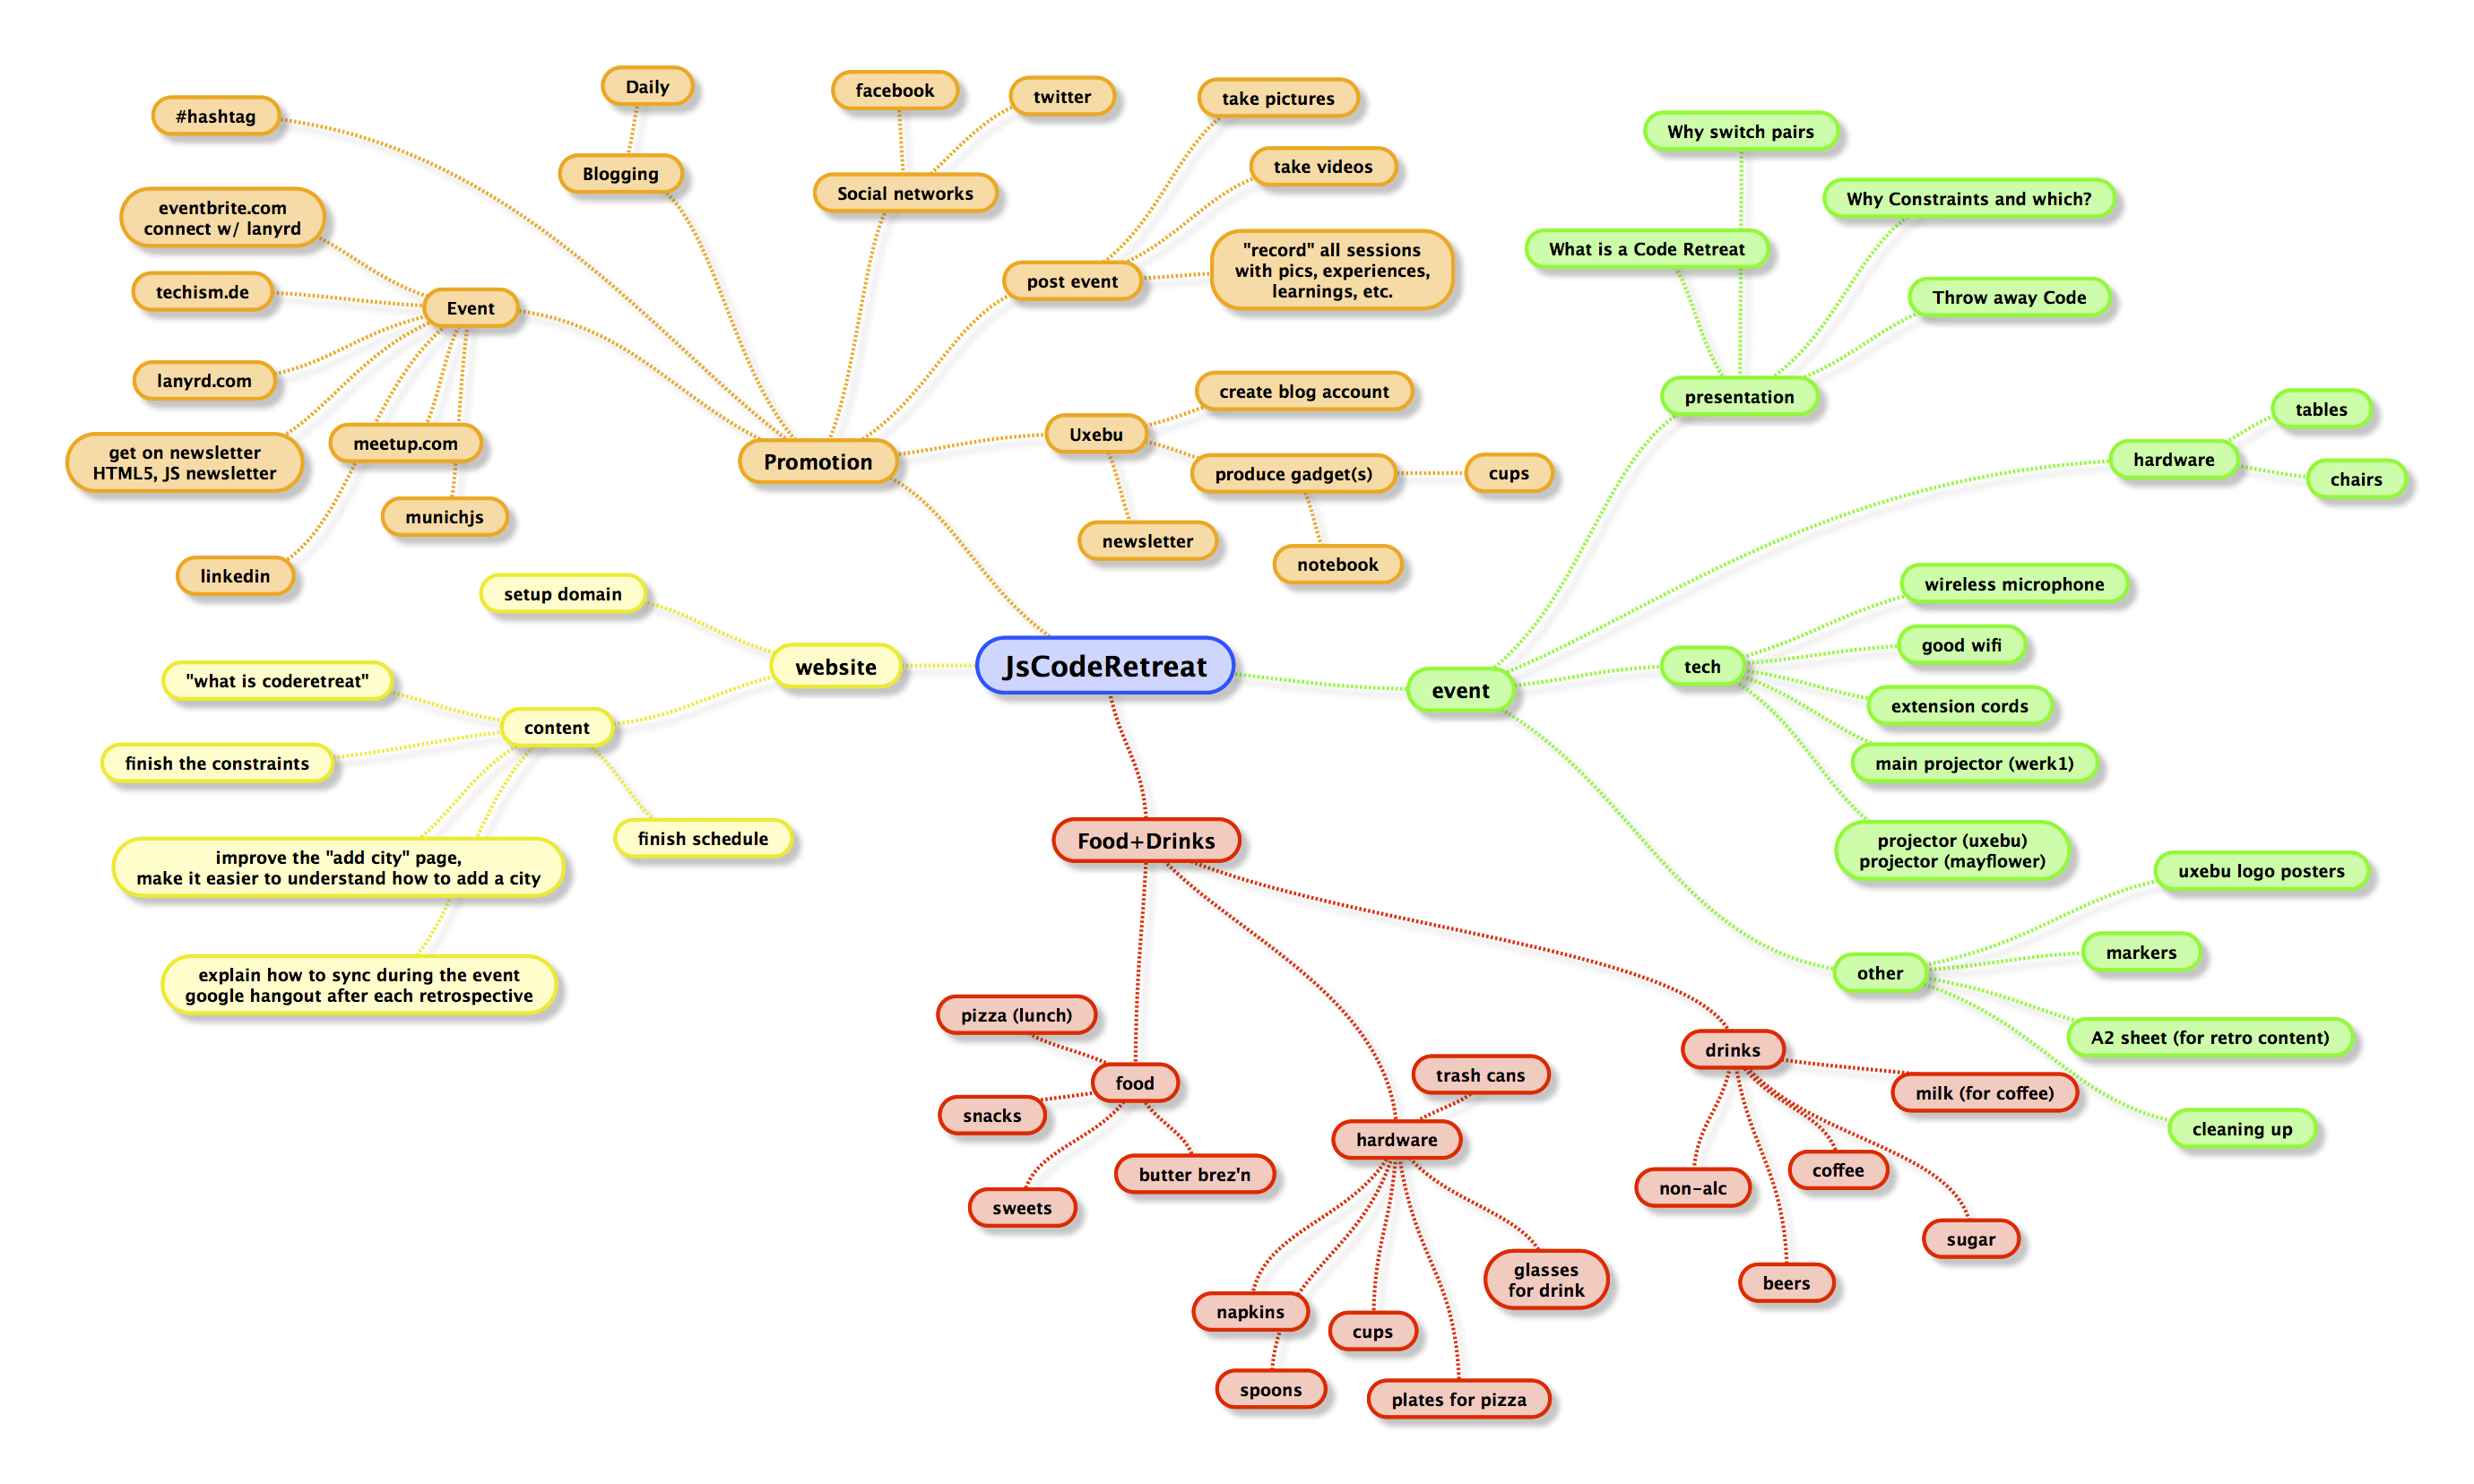 Daily
facebook
twitter
take pictures
#hashtag
Why switch pairs
take videos
Blogging
Social networks
Why Constraints and which?
eventbrite.com
connect w/ lanyrd
"record" all sessions
with pics, experiences,
learnings, etc.
What is a Code Retreat
post event
techism.de
Event
Throw away Code
lanyrd.com
create blog account
presentation
tables
Uxebu
meetup.com
get on newsletter
HTML5, JS newsletter
Promotion
produce gadget(s)
cups
hardware
chairs
munichjs
newsletter
notebook
linkedin
setup domain
wireless microphone
good wifi
website
JsCodeRetreat
tech
"what is coderetreat"
event
extension cords
content
finish the constraints
main projector (werk1)
finish schedule
Food+Drinks
projector (uxebu)
projector (mayflower)
improve the "add city" page,
make it easier to understand how to add a city
uxebu logo posters
markers
other
explain how to sync during the event
google hangout after each retrospective
pizza (lunch)
A2 sheet (for retro content)
drinks
trash cans
food
milk (for coffee)
snacks
cleaning up
hardware
butter brez'n
coffee
non-alc
sweets
sugar
glasses
for drink
beers
napkins
cups
spoons
plates for pizza